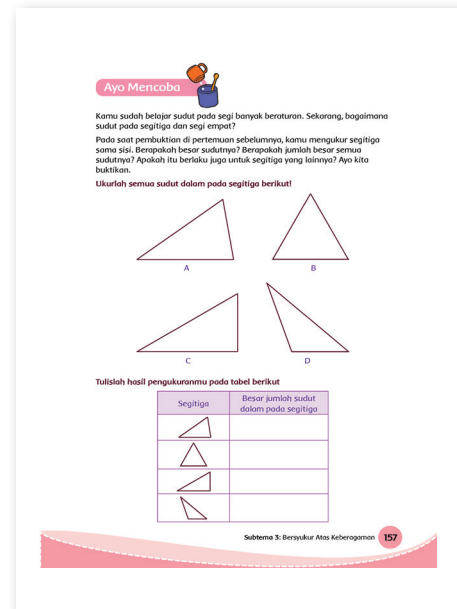 Ayo Mencoba
Kamu sudah belajar sudut pada segi banyak beraturan. Sekarang, bagaimana
sudut pada segitiga dan segi empat?
Pada saat pembuktian di pertemuan sebelumnya, kamu mengukur segitiga
sama sisi. Berapakah besar sudutnya? Berapakah jumlah besar semua
sudutnya? Apakah itu berlaku juga untuk segitiga yang lainnya? Ayo kita
buktikan.
Ukurlah semua sudut dalam pada segitiga berikut!
A
B
C
D
Tulislah hasil pengukuranmu pada tabel berikut
Segitiga
Besar jumlah sudut
dalam pada segitiga
Subtema 3: Bersyukur Atas Keberagaman
157